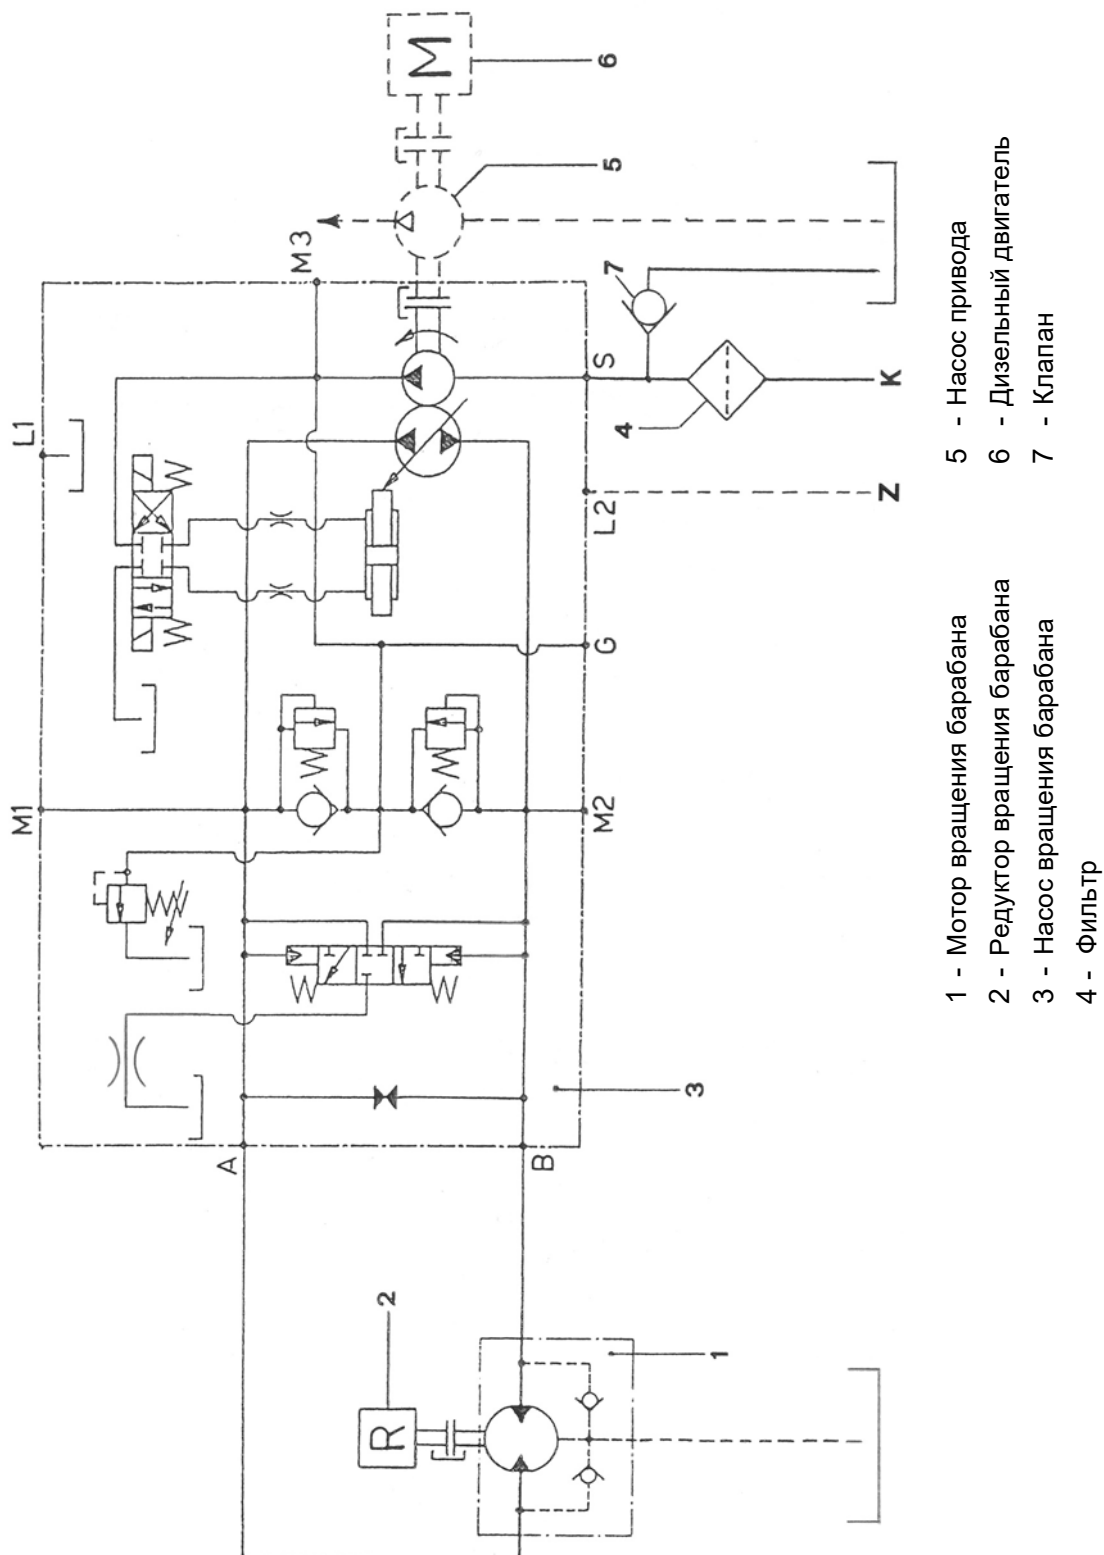 M
6
5
M3
7
S
K
4
L1
L2
Z
G
M1
M2
3
A
B
2
R
1
1 - Мотор вращения барабана
2 - Редуктор вращения барабана
3 - Насос вращения барабана
4 - Фильтр
5 - Насос привода
6 - Дизельный двигатель
7 - Клапан